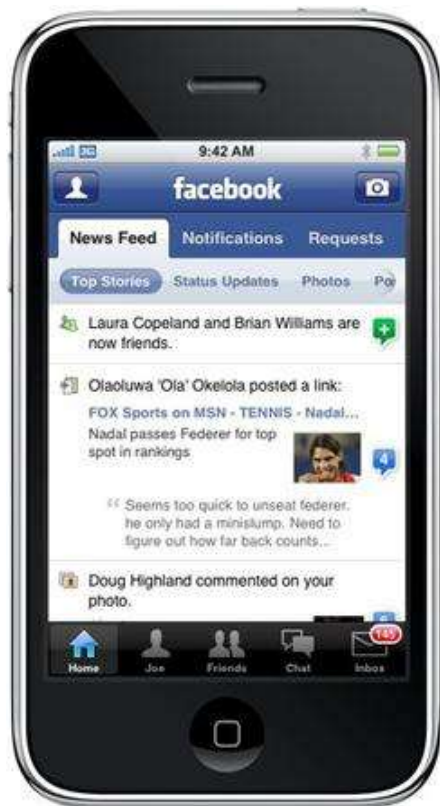 3G 9:42 AM
facebook
News Feed Notifications Requests
Top Stories Status Updates Photos Po
Laura Copeland and Brian Williams are
now friends.
Olaoluwa 'Ola' Okelola posted a link:
FOX Sports on MSN - TENNIS - Nadal...
Nadal passes Federer for top
spot in rankings
4
“ Seems too quick to unseat federer.
he only had a minislump. Need to
figure out how far back counts...
Doug Highland commented on your
photo.
145
Home Joe Friends Chat Inbox